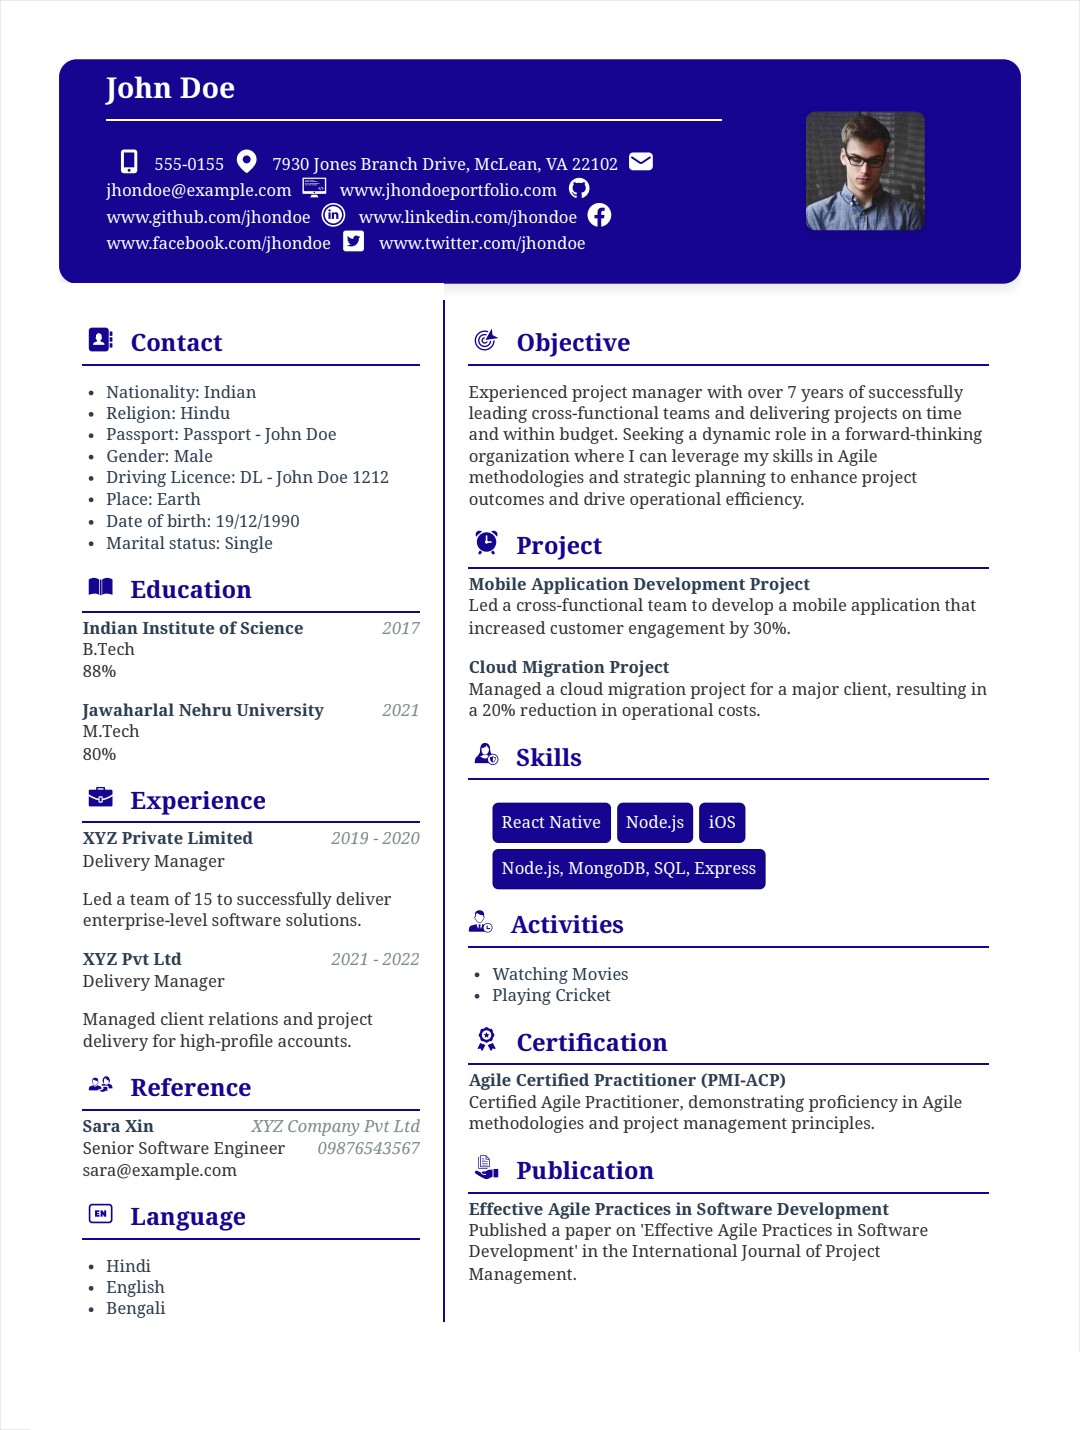 John Doe
555-0155 7930 Jones Branch Drive, McLean, VA 22102
jhondoe@example.com www.jhondoeportfolio.com
www.github.com/jhondoe www.linkedin.com/jhondoe
www.facebook.com/jhondoe www.twitter.com/jhondoe
Contact
• Nationality: Indian
• Religion: Hindu
• Passport: Passport - John Doe
• Gender: Male
• Driving Licence: DL - John Doe 1212
• Place: Earth
• Date of birth: 19/12/1990
• Marital status: Single
Education
Indian Institute of Science 2017
B.Tech
88%
Jawaharlal Nehru University 2021
M.Tech
80%
Experience
XYZ Private Limited 2019 - 2020
Delivery Manager
Led a team of 15 to successfully deliver
enterprise-level software solutions.
XYZ Pvt Ltd 2021 - 2022
Delivery Manager
Managed client relations and project
delivery for high-profile accounts.
Reference
Sara Xin XYZ Company Pvt Ltd
Senior Software Engineer 09876543567
sara@example.com
EN Language
• Hindi
• English
• Bengali
Objective
Experienced project manager with over 7 years of successfully
leading cross-functional teams and delivering projects on time
and within budget. Seeking a dynamic role in a forward-thinking
organization where I can leverage my skills in Agile
methodologies and strategic planning to enhance project
outcomes and drive operational efficiency.
Project
Mobile Application Development Project
Led a cross-functional team to develop a mobile application that
increased customer engagement by 30%.
Cloud Migration Project
Managed a cloud migration project for a major client, resulting in
a 20% reduction in operational costs.
Skills
React Native Node.js iOS
Node.js, MongoDB, SQL, Express
Activities
• Watching Movies
• Playing Cricket
Certification
Agile Certified Practitioner (PMI-ACP)
Certified Agile Practitioner, demonstrating proficiency in Agile
methodologies and project management principles.
Publication
Effective Agile Practices in Software Development
Published a paper on 'Effective Agile Practices in Software
Development' in the International Journal of Project
Management.